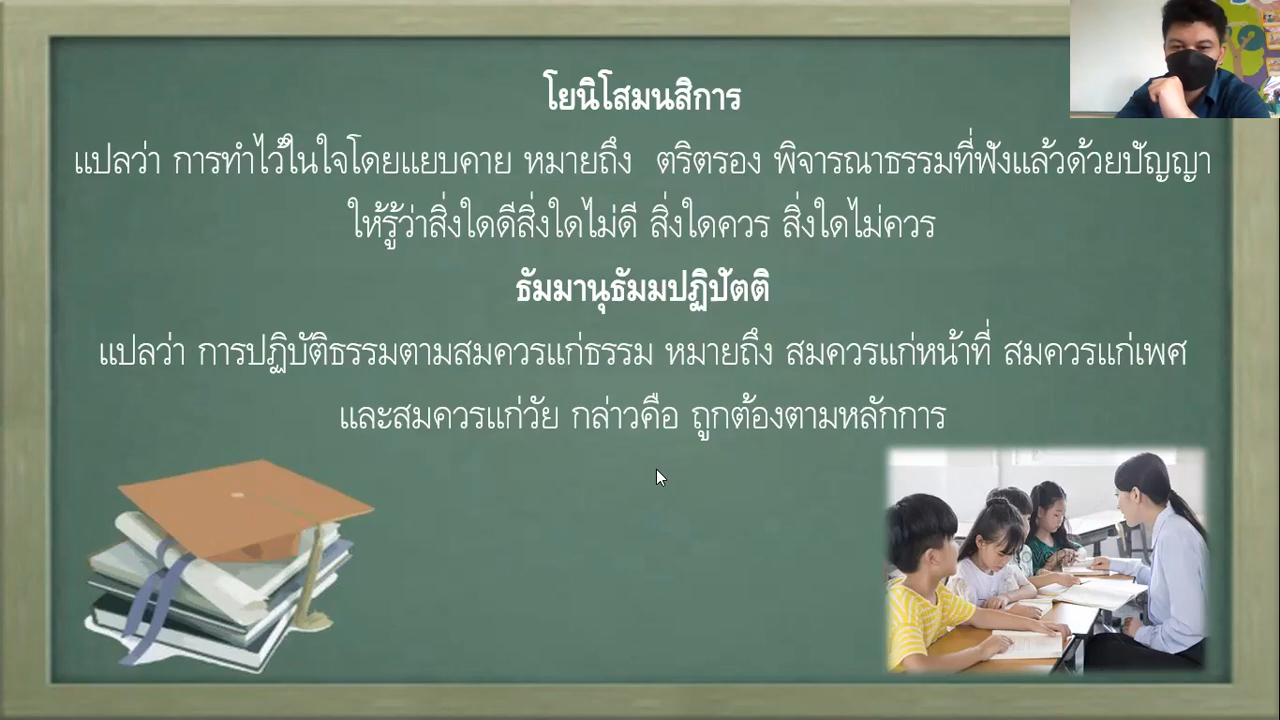 โยนิโสมนสิการ
แปลว่า การทำไว้ในใจโดยแยบคาย หมายถึง ตริตรอง พิจารณาธรรมที่ฟังแล้วด้วยปัญญา
ให้รู้ว่าสิ่งใดดีสิ่งใดไม่ดี สิ่งใดควร สิ่งใดไม่ควร
ธัมมานุธัมมปฏิปัตติ
แปลว่า การปฏิบัติธรรมตามสมควรแก่ธรรม หมายถึง สมควรแก่หน้าที่ สมควรแก่เพศ
และสมควรแก่วัย กล่าวคือ ถูกต้องตามหลักการ